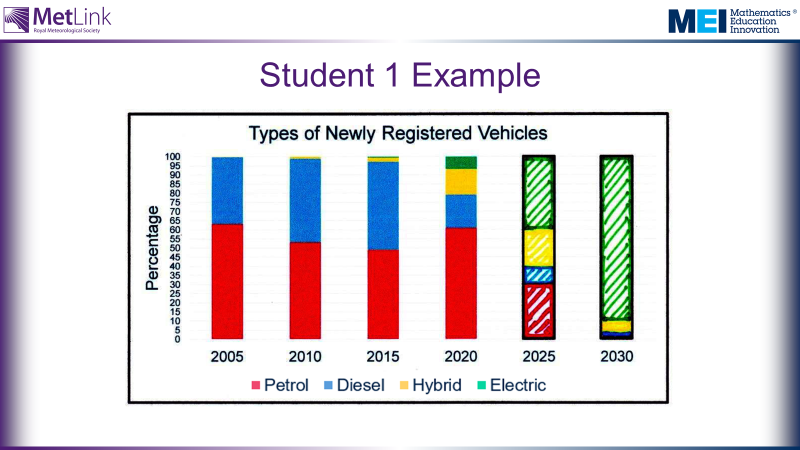 MetLink
Royal Meteorological Society
MEI Mathematics ®
Education
Innovation
Student 1 Example
Types of Newly Registered Vehicles
Percentage
100
95
90
85
80
75
70
65
60
55
50
45
40
35
30
25
20
15
10
5
0
2005 2010 2015 2020 2025 2030
Petrol Diesel Hybrid Electric